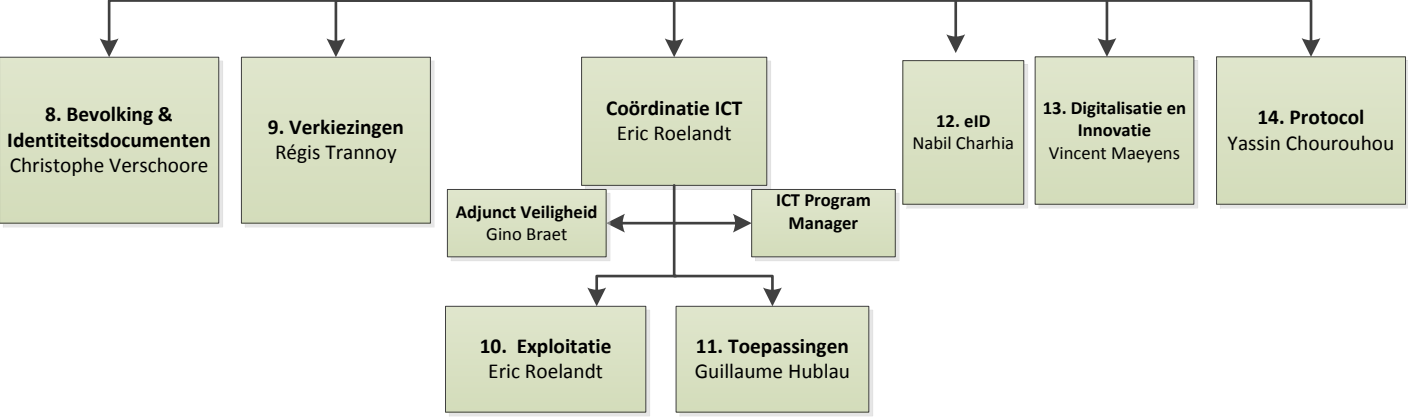 8. Bevolking &
Identiteitsdocumenten
Christophe Verschoore
9. Verkiezingen
Régis Trannoy
Coördinatie ICT
Eric Roelandt
12. eID
Nabil Charhia
13. Digitalisatie en
Innovatie
Vincent Maeyens
14. Protocol
Yassin Chourouhou
Adjunct Veiligheid
Gino Braet
ICT Program
Manager
10. Exploitatie
Eric Roelandt
11. Toepassingen
Guillaume Hublau